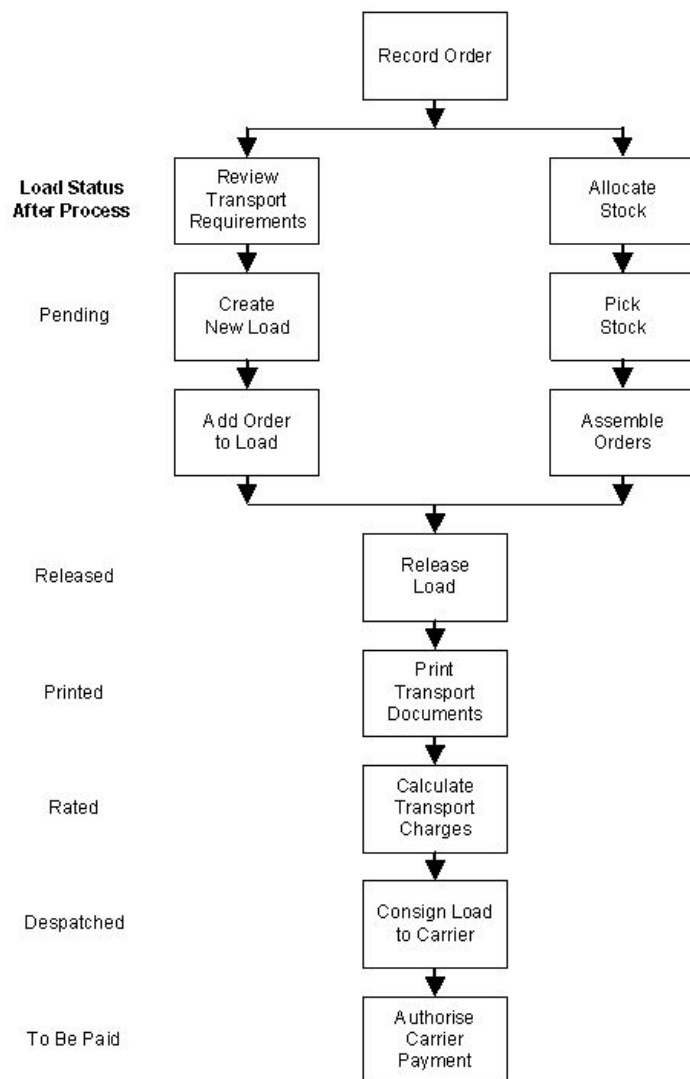 Record Order
Load Status
After Process
Review
Transport
Requirements
Allocate
Stock
Pending
Create
New Load
Pick
Stock
Add Order
to Load
Assemble
Orders
Released
Release
Load
Printed
Print
Transport
Documents
Rated
Calculate
Transport
Charges
Despatched
Consign Load
to Carrier
To Be Paid
Authorise
Carrier
Payment